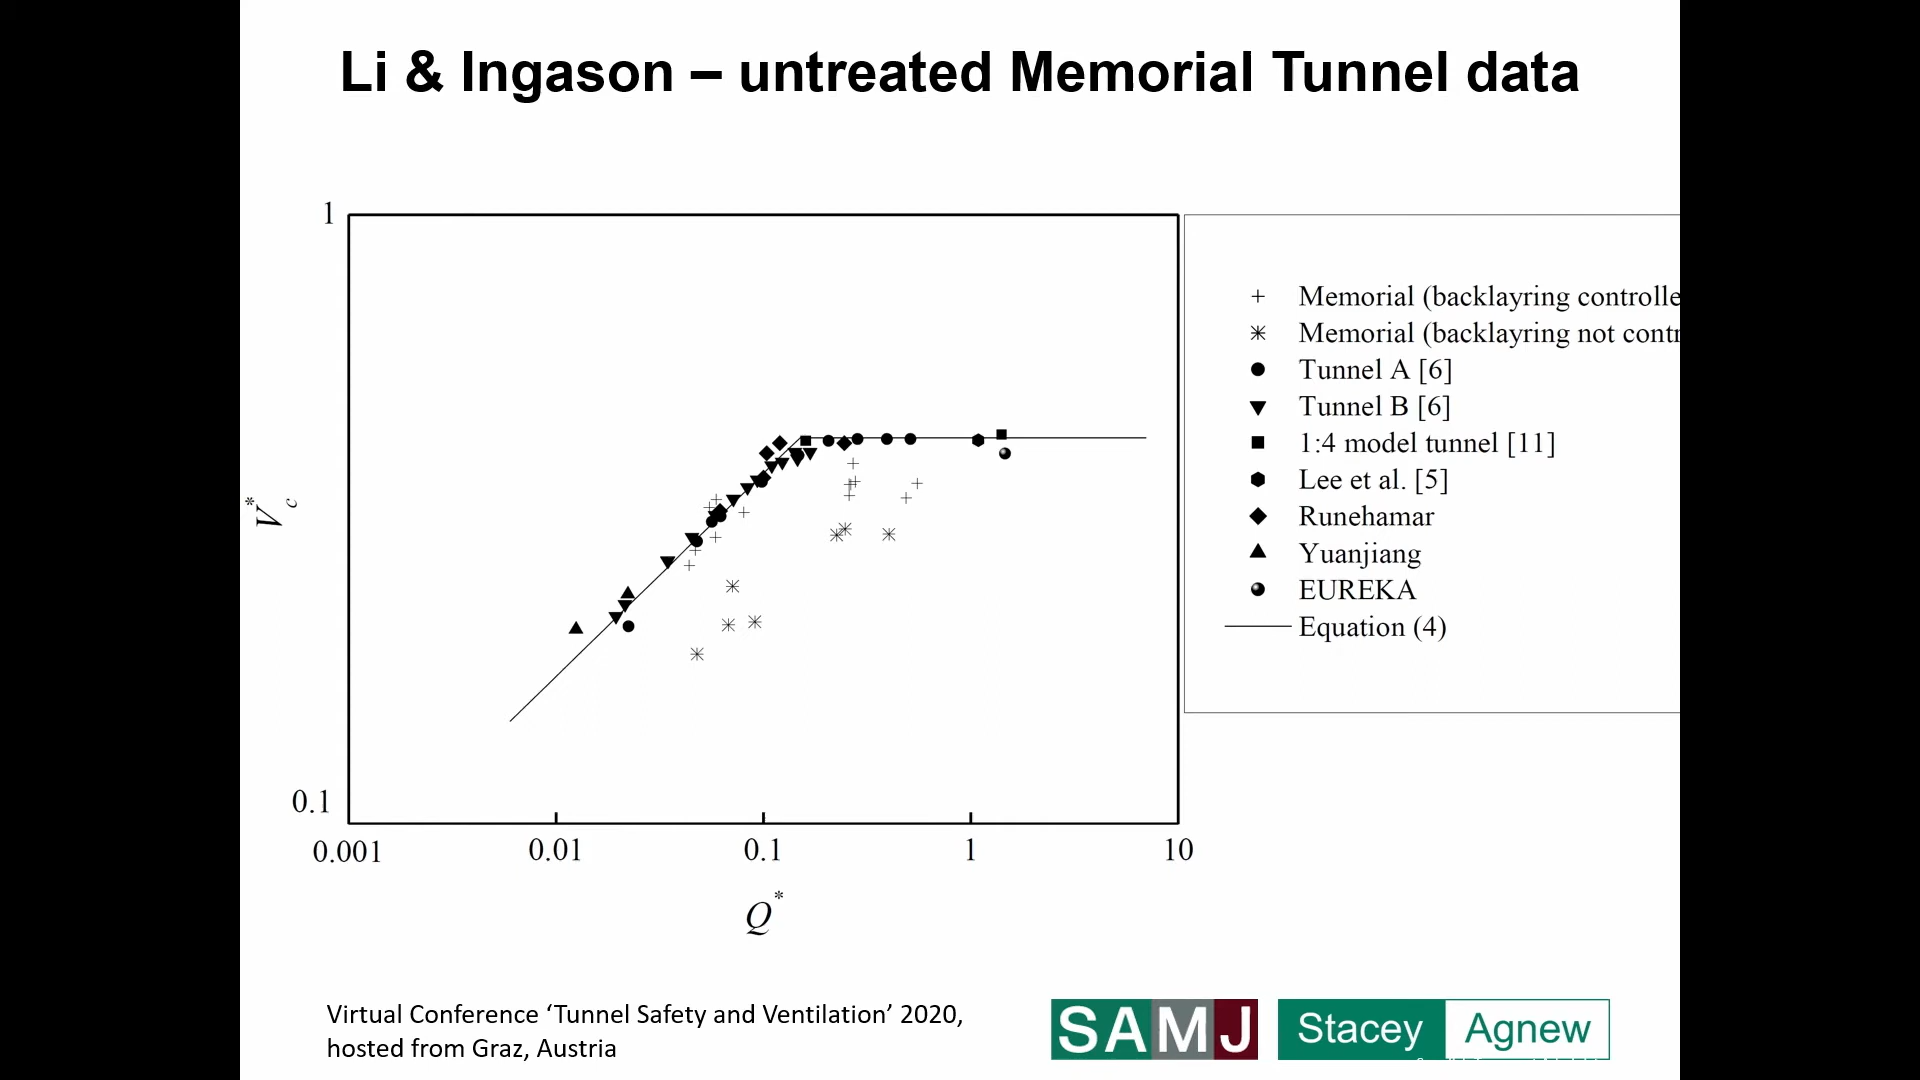 Li & Ingason – untreated Memorial Tunnel data
1
0.1
0.001
0.01
0.1
1
10
V*c
Q*
Memorial (backlayring controlle
Memorial (backlayring not contr
Tunnel A [6]
Tunnel B [6]
1:4 model tunnel [11]
Lee et al. [5]
Runehamar
Yuanjiang
EUREKA
Equation (4)
Virtual Conference ‘Tunnel Safety and Ventilation’ 2020,
hosted from Graz, Austria
SAMJ
Stacey Agnew